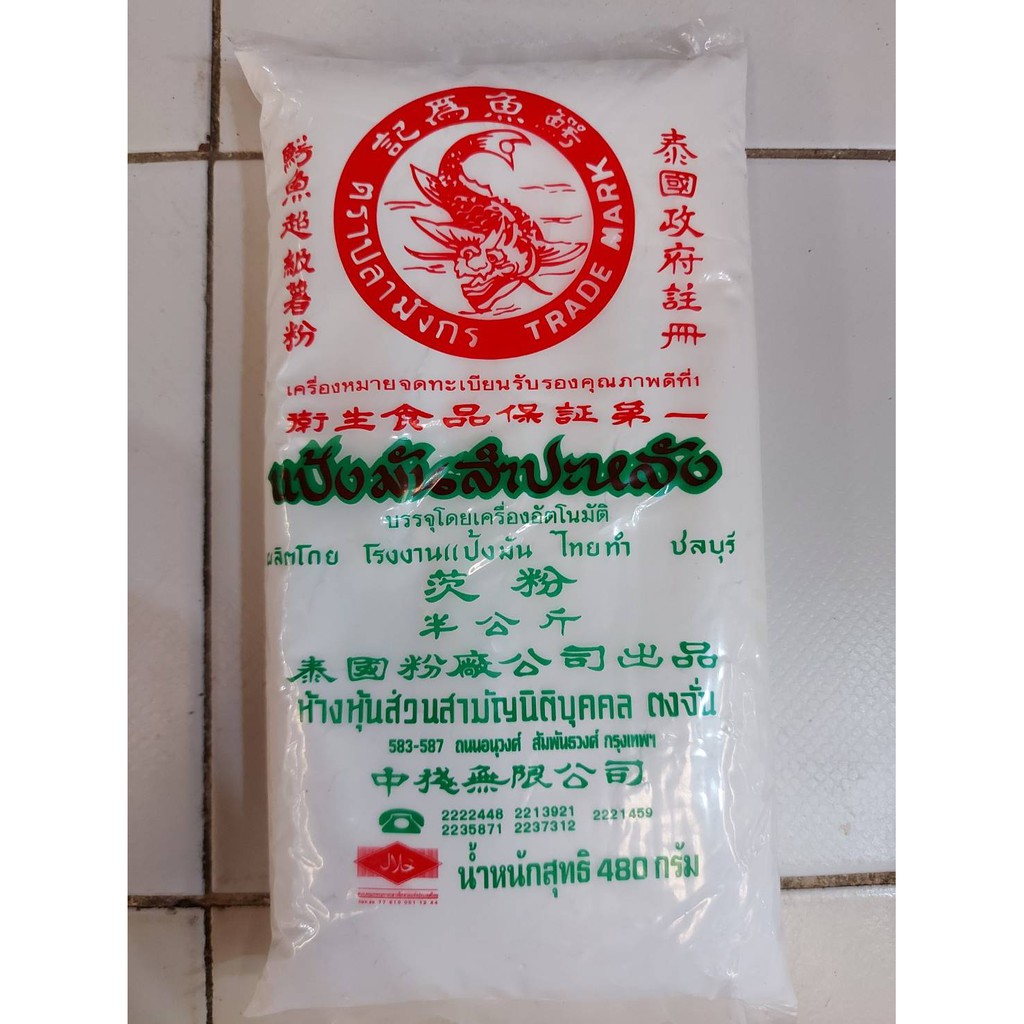 記為魚鱷
ตราปลามังกร TRADE MARK
鱷魚超級薯粉
泰國政府註冊
เครื่องหมายจดทะเบียนรับรองคุณภาพดีที่1
衛生食品保証第一
แป้งมันสำปะหลัง
บรรจุโดยเครื่องอัตโนมัติ
ผลิตโดย โรงงานแป้งมัน ไทยทำ ชลบุรี
茨粉
半公斤
泰國粉廠公司出品
ห้างหุ้นส่วนสามัญนิติบุคคล ตงจั่น
583-587 ถนนอนุวงศ์ สัมพันธวงศ์ กรุงเทพฯ
中棧無限公司
2222448 2213921 2221459
2235871 2237312
حلال
น้ำหนักสุทธิ 480 กรัม